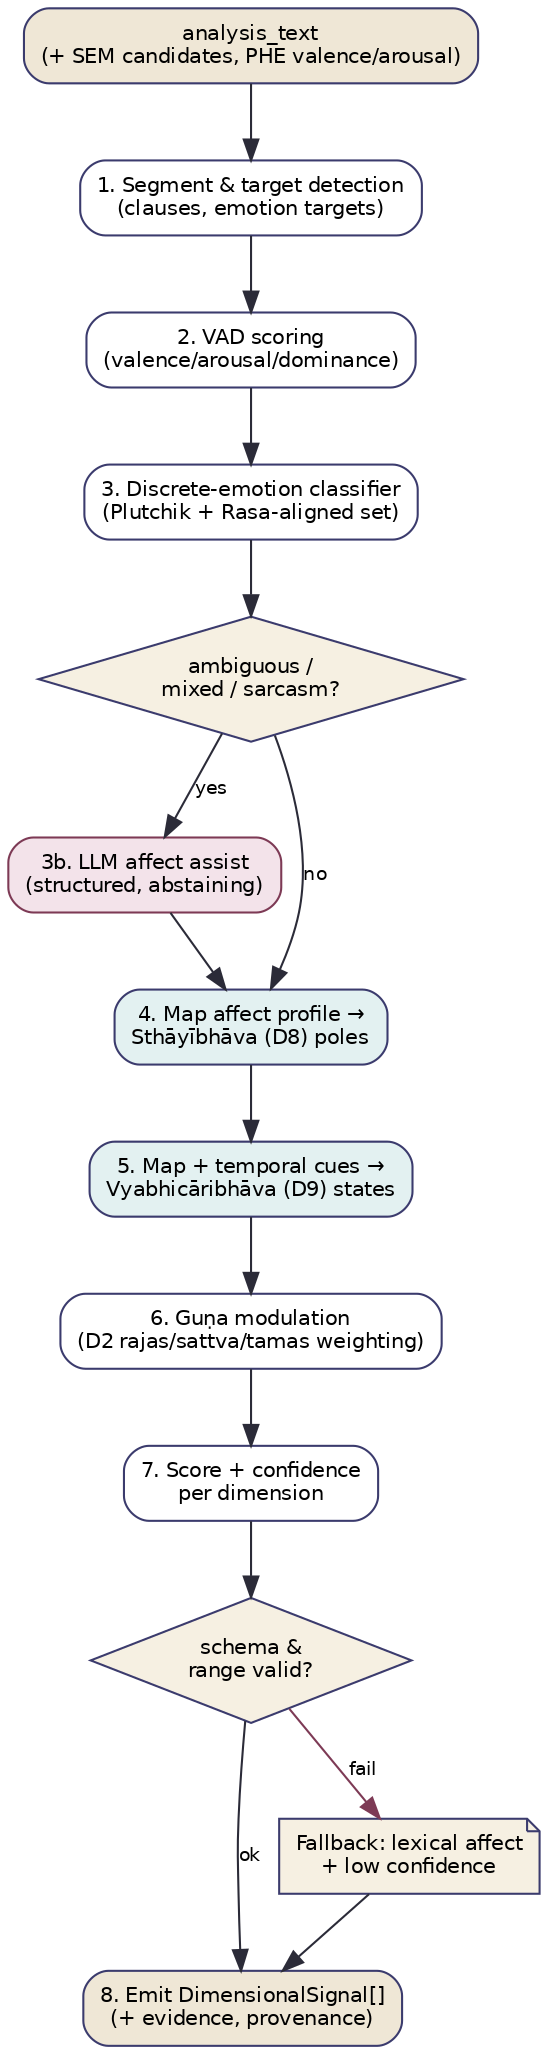 analysis_text
(+ SEM candidates, PHE valence/arousal)
1. Segment & target detection
(clauses, emotion targets)
2. VAD scoring
(valence/arousal/dominance)
3. Discrete-emotion classifier
(Plutchik + Rasa-aligned set)
ambiguous /
mixed / sarcasm?
yes
3b. LLM affect assist
(structured, abstaining)
no
4. Map affect profile →
Sthāyībhāva (D8) poles
5. Map + temporal cues →
Vyabhicāribhāva (D9) states
6. Guṇa modulation
(D2 rajas/sattva/tamas weighting)
7. Score + confidence
per dimension
schema &
range valid?
fail
Fallback: lexical affect
+ low confidence
ok
8. Emit DimensionalSignal[]
(+ evidence, provenance)